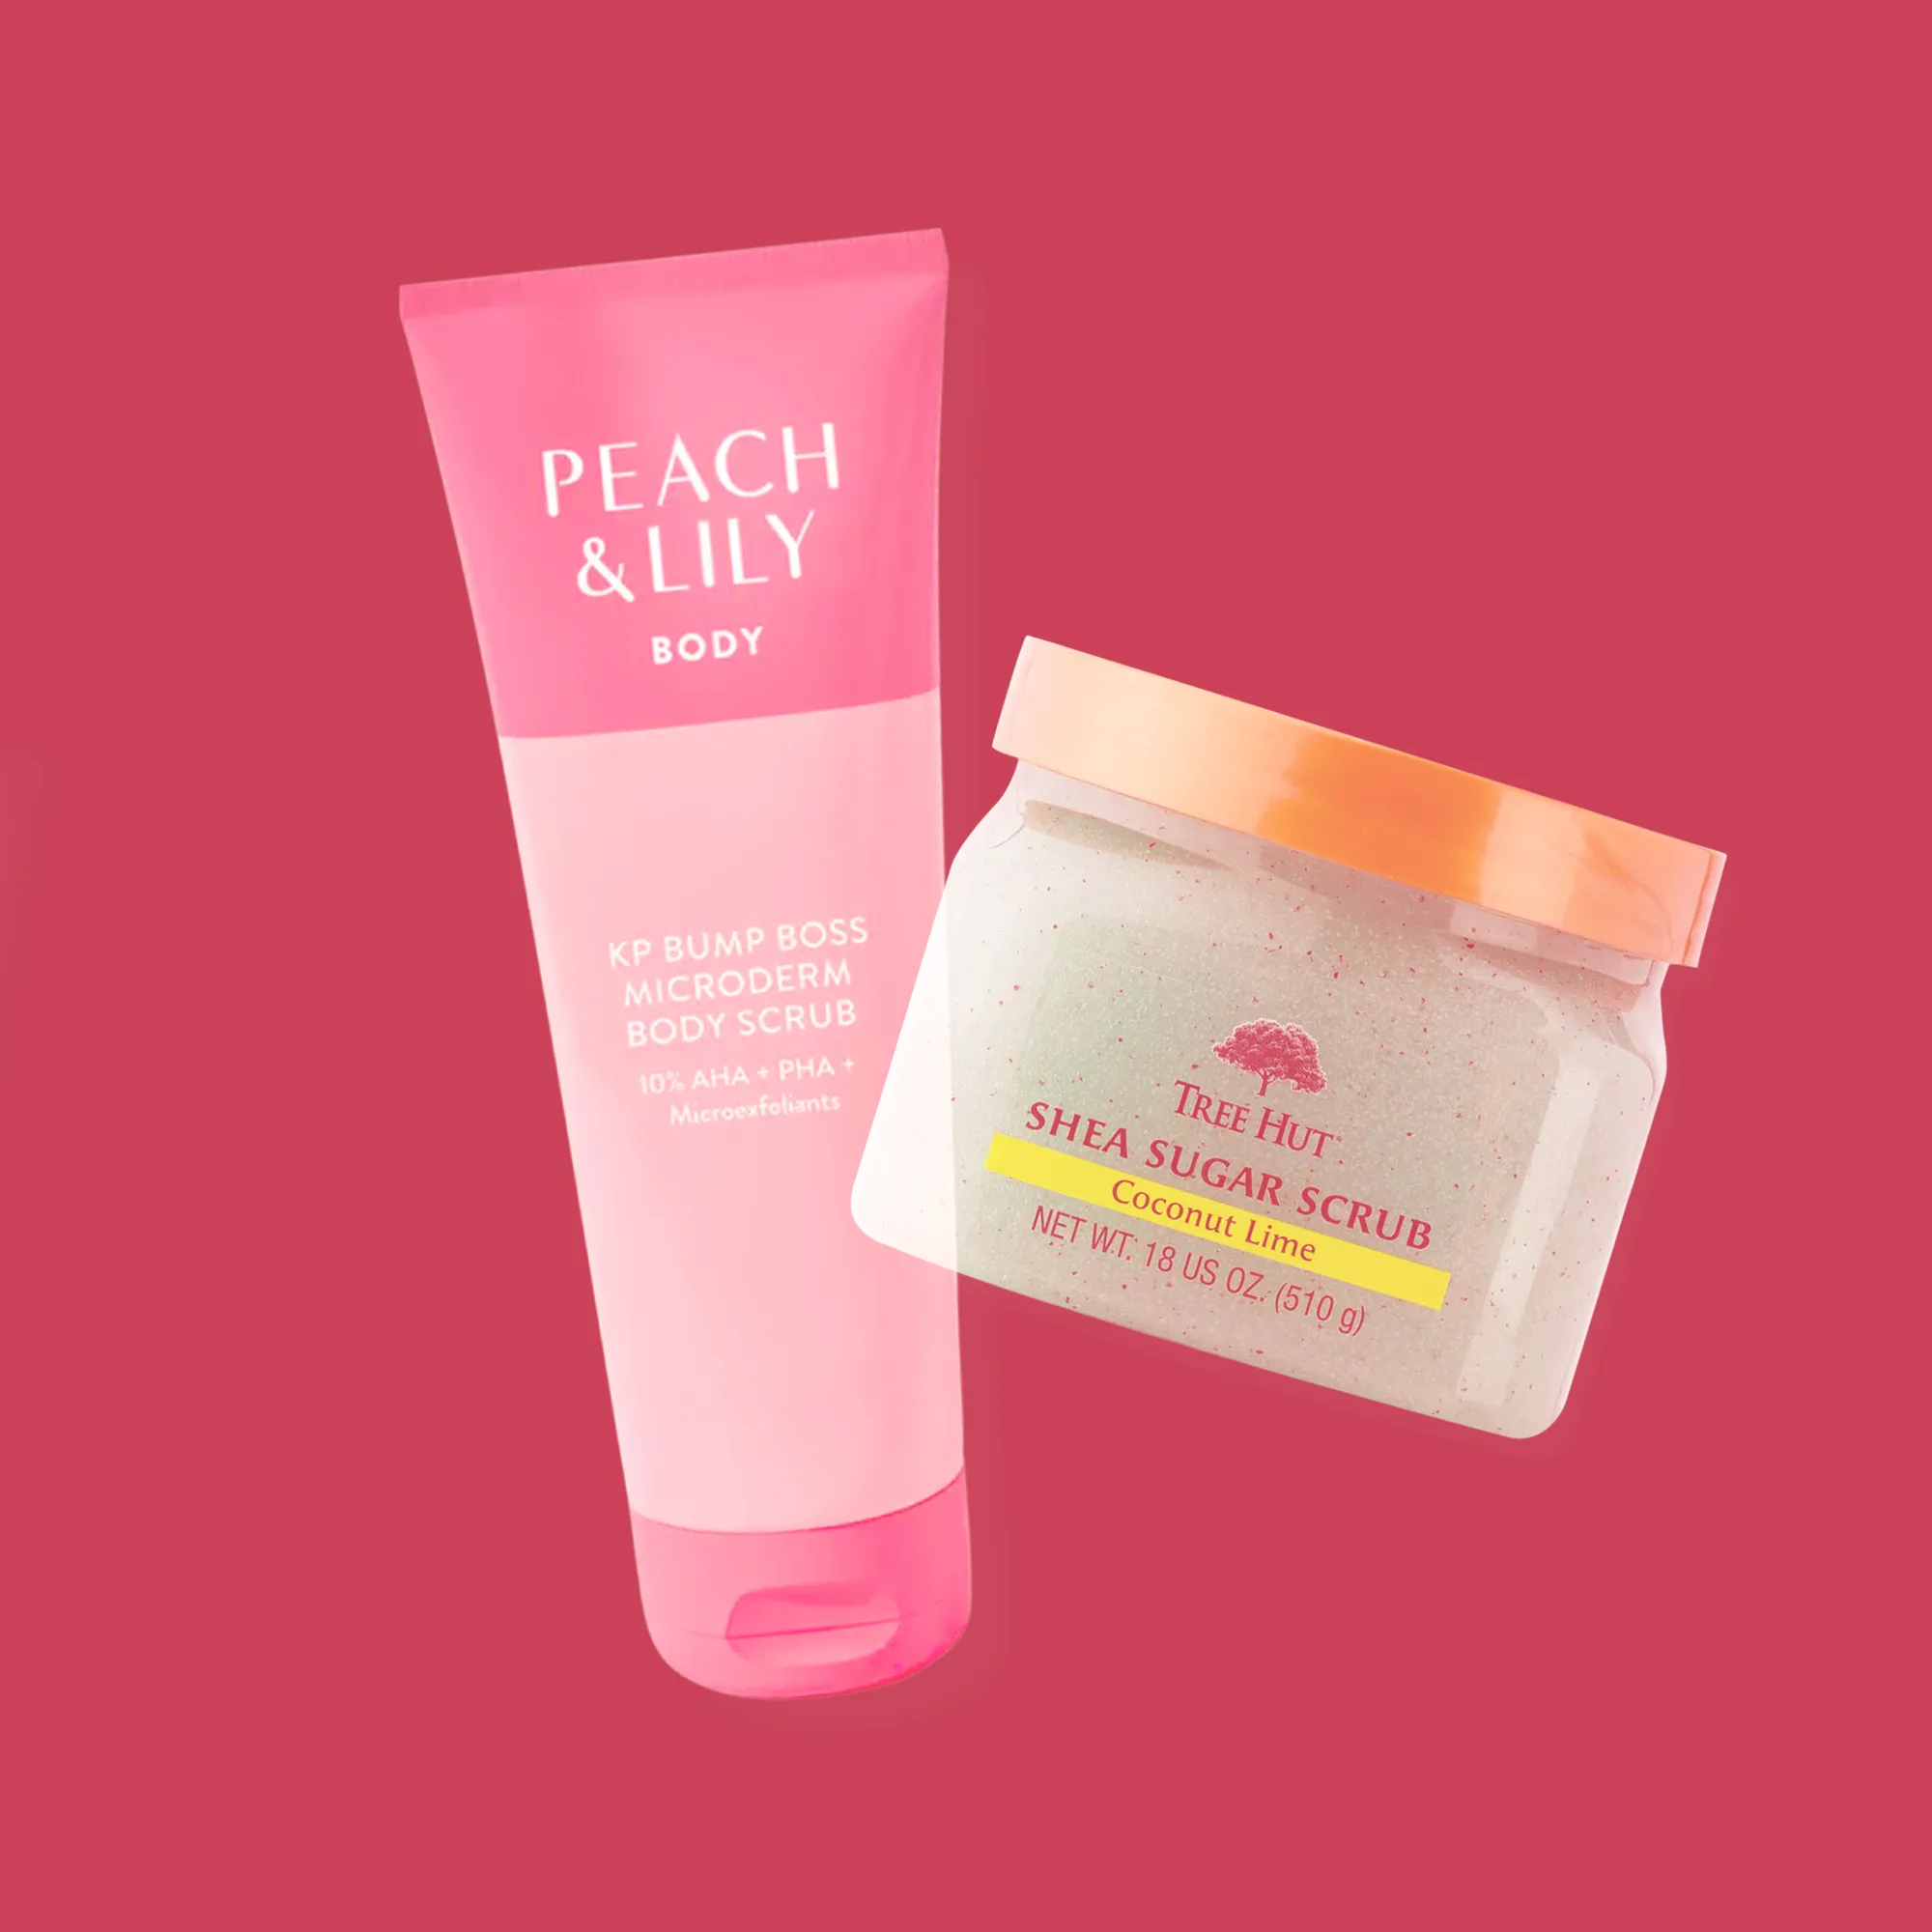 PEACH
& LILY
BODY
KP BUMP BOSS
MICRODERM
BODY SCRUB
10% AHA + PHA +
Microexfoliants
TREE HUT
SHEA SUGAR SCRUB
Coconut Lime
NET WT. 18 US OZ. (510 g)